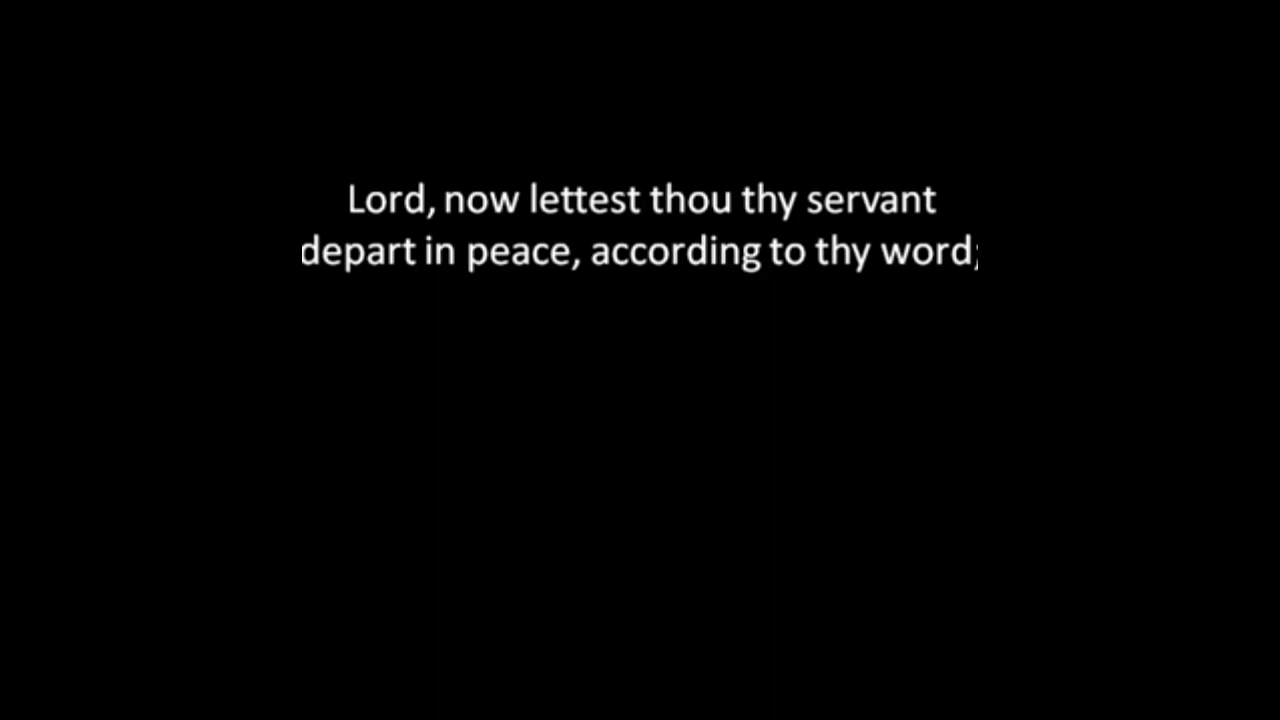 Lord, now lettest thou thy servant
depart in peace, according to thy word;